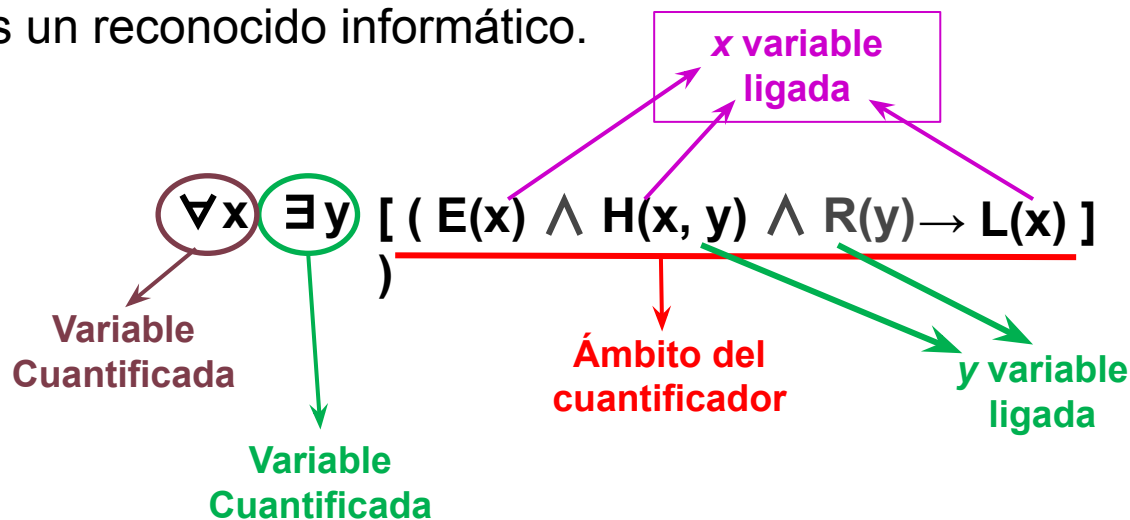 s un reconocido informático.
x variable
ligada
∀x ∃y [ ( E(x) ∧ H(x, y) ∧ R(y)→ L(x) ]
)
Variable
Cuantificada
Ámbito del
cuantificador
y variable
ligada
Variable
Cuantificada